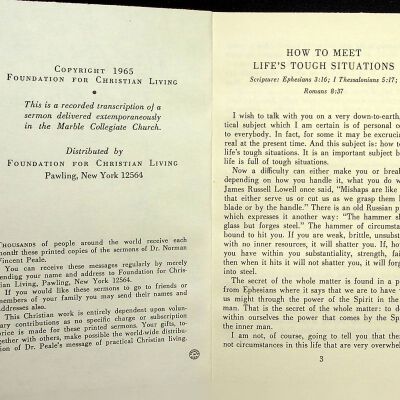 COPYRIGHT 1965
FOUNDATION FOR CHRISTIAN LIVING
•
This is a recorded transcription of a
sermon delivered extemporaneously
in the Marble Collegiate Church.
Distributed by
FOUNDATION FOR CHRISTIAN LIVING
Pawling, New York 12564
THOUSANDS of people around the world receive each
month these printed copies of the sermons of Dr. Norman
Vincent Peale.
You can receive these messages regularly by merely
sending your name and address to Foundation for Chris-
tian Living, Pawling, New York 12564.
If you would like these sermons to go to friends or
members of your family you may send their names and
addresses also.
This Christian work is entirely dependent upon volun-
tary contributions as no specific charge or subscription
price is made for these printed sermons. Your gifts, to-
gether with others, make possible the world-wide distribu-
tion of Dr. Peale's message of practical Christian living.
HOW TO MEET
LIFE'S TOUGH SITUATIONS
Scripture: Ephesians 3:16; I Thessalonians 5:17;
Romans 8:37
I wish to talk with you on a very down-to-earth,
tical subject which I am certain is of personal co
to everybody. In fact, for some it may be excrucia
real at the present time. And this subject is: how to
life's tough situations. It is an important subject b
life is full of tough situations.
Now a difficulty can either make you or break
depending on how you handle it, what you do w
James Russell Lowell once said, "Mishaps are like
that either serve us or cut us as we grasp them
blade or by the handle." There is an old Russian p
which expresses it another way: "The hammer s
glass but forges steel." The hammer of circumstan
bound to hit you. If you are weak, brittle, unsubst
with no inner resources, it will shatter you. If, how
you have within you substantiality, strength, fai
then when it hits it will not shatter you, it will forge
into steel.
The secret of the whole matter is found in a p
from Ephesians where it says that we are to have
us might through the power of the Spirit in the
man. That is the secret of the whole matter: to de
within ourselves the power that comes by the Spi
the inner man.
I am not, of course, going to tell you that the
not circumstances in this life that are very overwhel
3